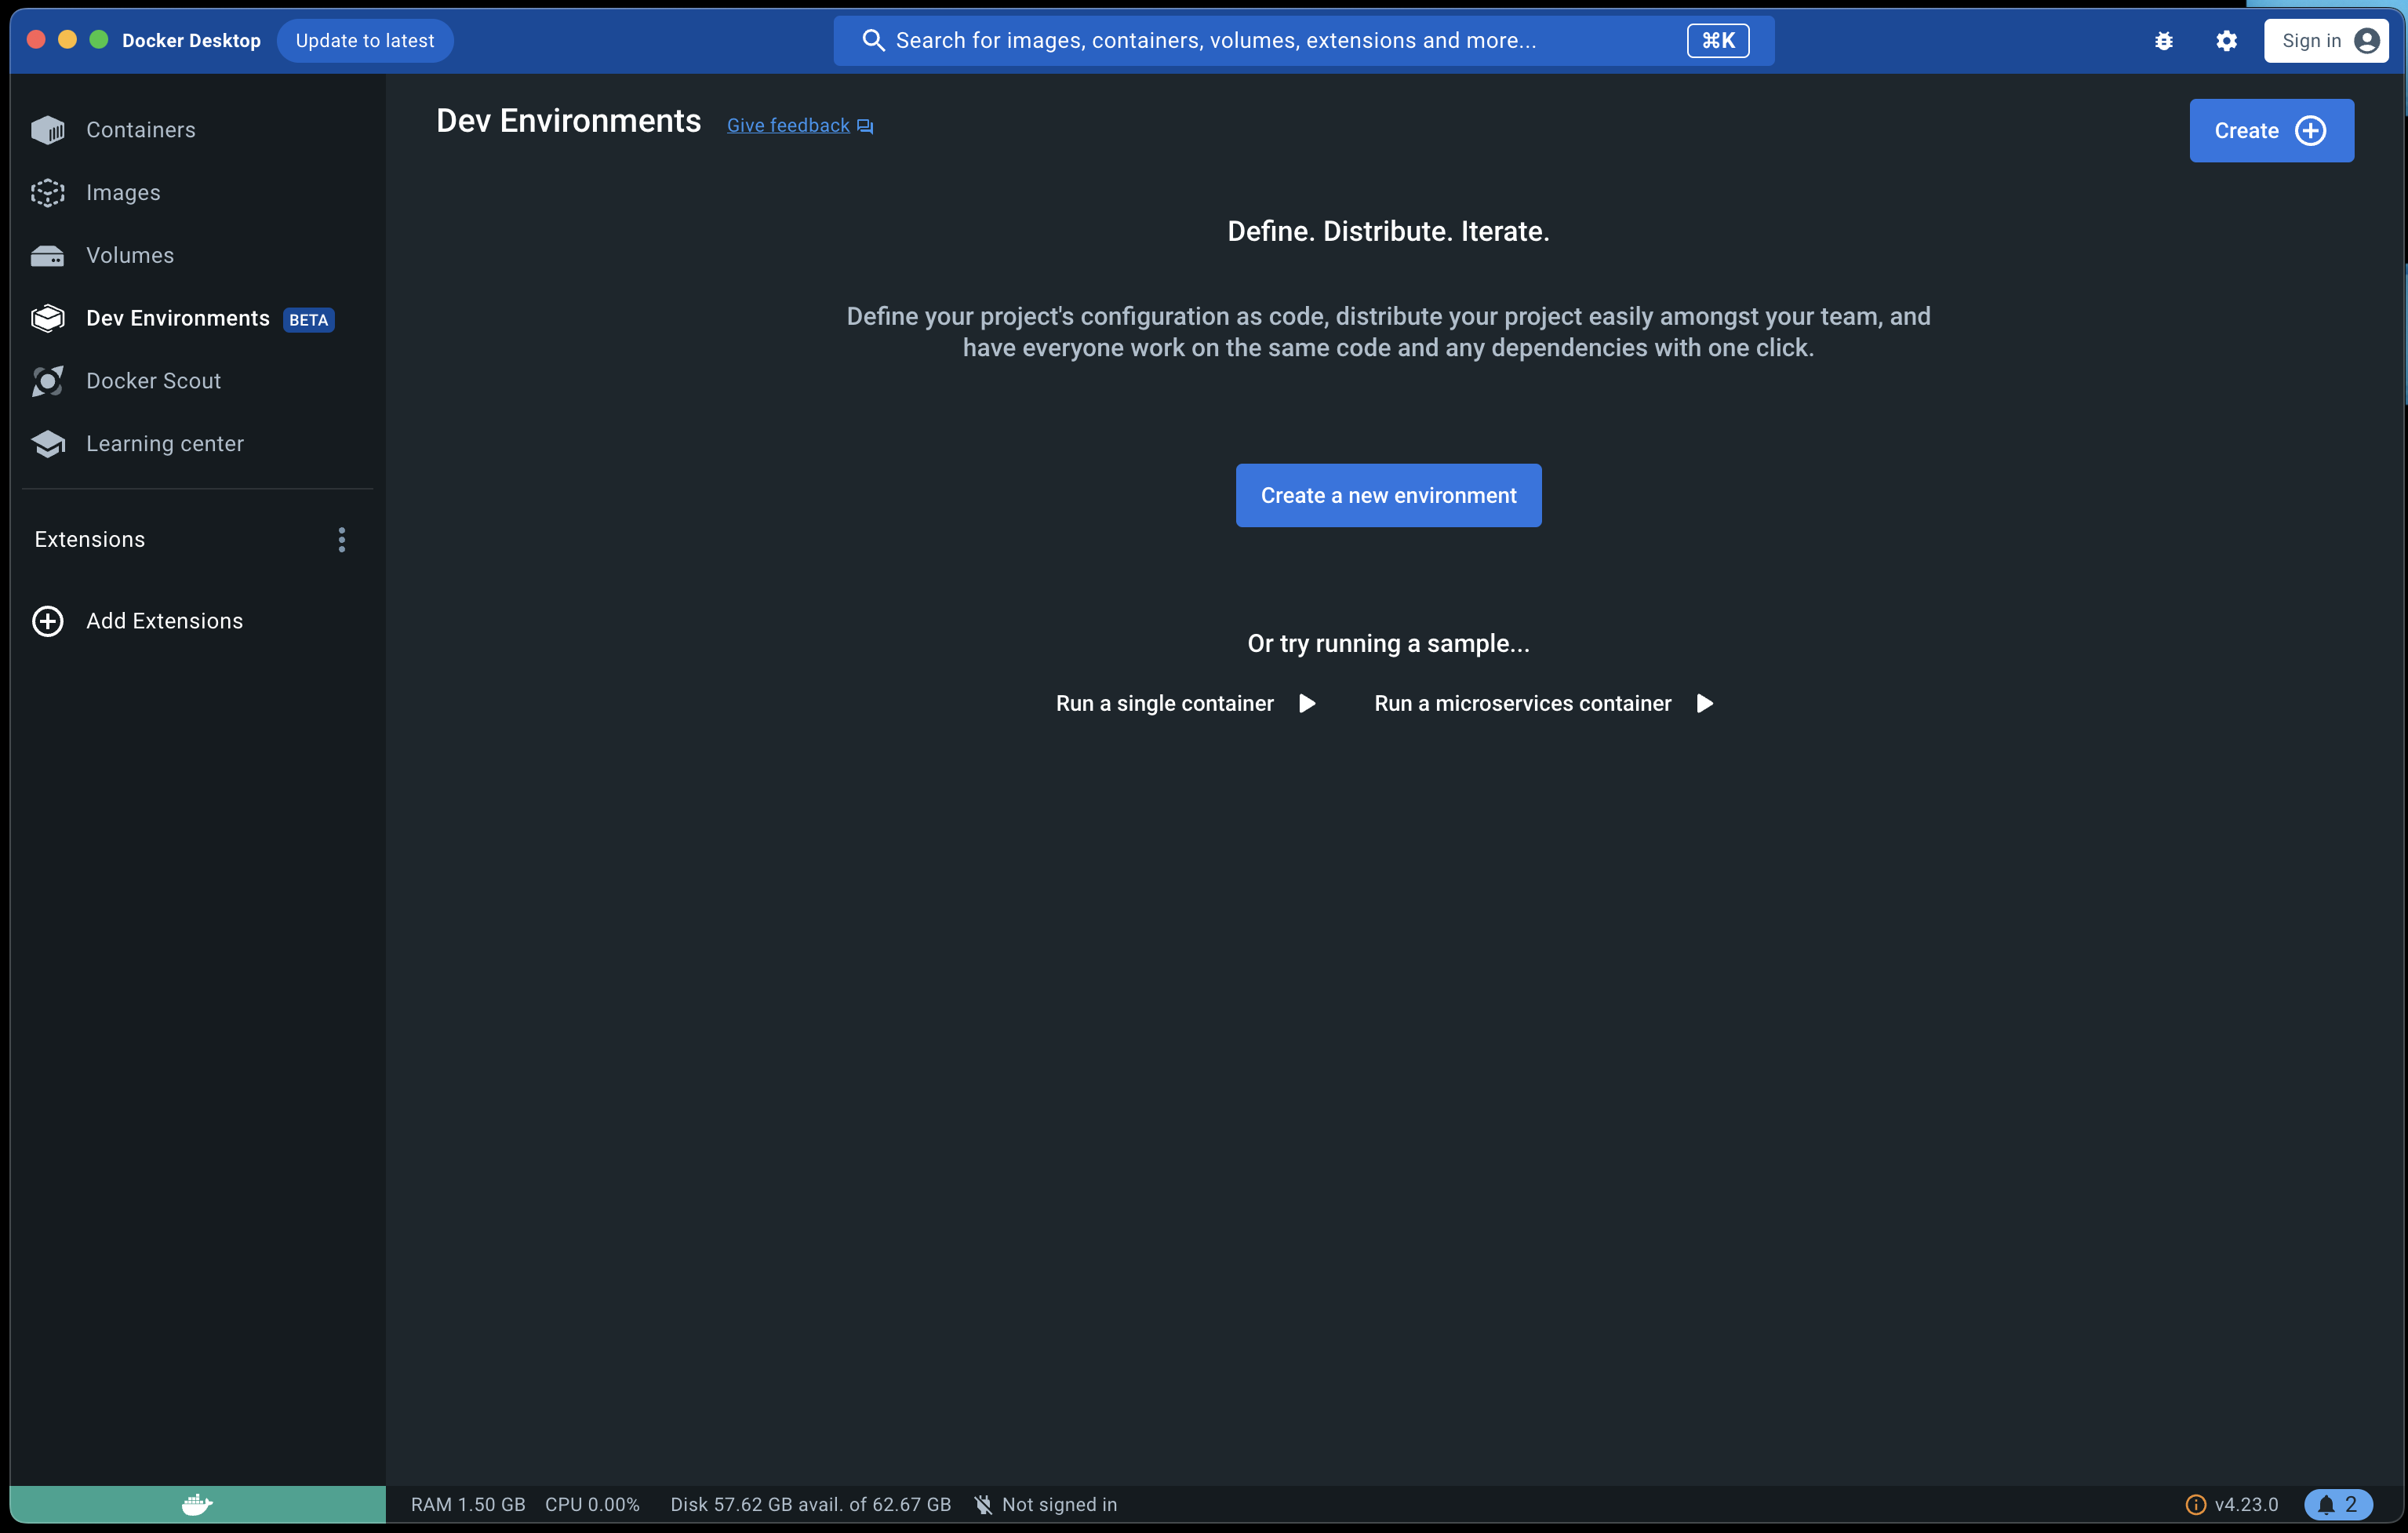 Docker Desktop
Update to latest
Search for images, containers, volumes, extensions and more...
⌘K
Sign in
Containers
Images
Volumes
Dev Environments BETA
Docker Scout
Learning center
Extensions
Add Extensions
Dev Environments
Give feedback
Create
Define. Distribute. Iterate.
Define your project's configuration as code, distribute your project easily amongst your team, and
have everyone work on the same code and any dependencies with one click.
Create a new environment
Or try running a sample...
Run a single container
Run a microservices container
RAM 1.50 GB CPU 0.00% Disk 57.62 GB avail. of 62.67 GB Not signed in
v4.23.0
2